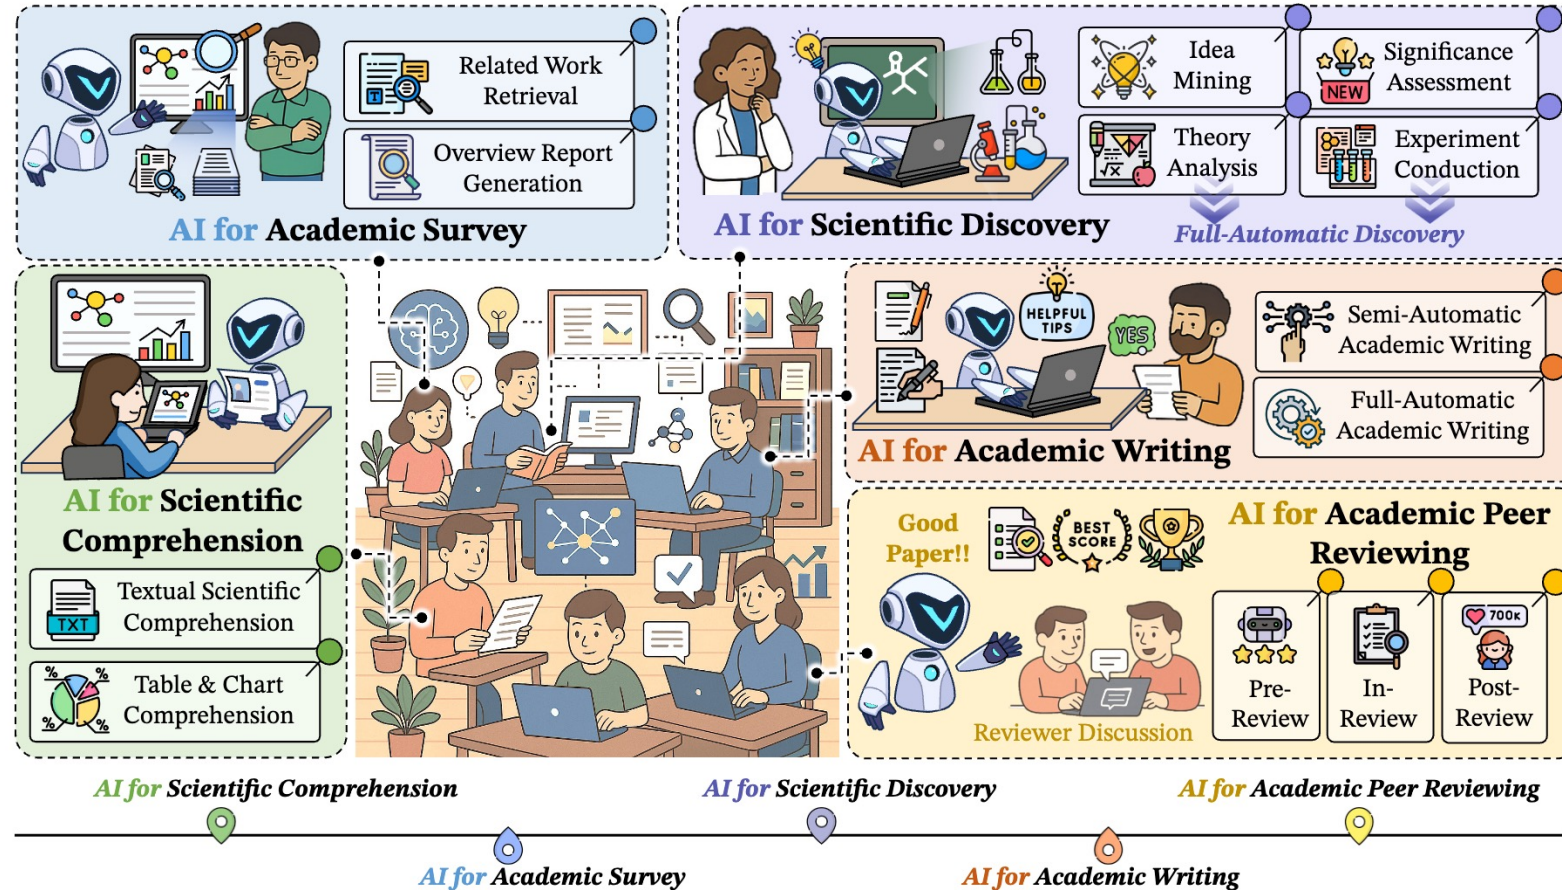 Related Work
Retrieval
Overview Report
Generation
T
AI for Academic Survey
Idea
Mining
Significance
Assessment
NEW
Theory
Analysis
√x
Experiment
Conduction
AI for Scientific Discovery
Full-Automatic Discovery
AI for Scientific
Comprehension
Textual Scientific
Comprehension
TXT
Table & Chart
Comprehension
%
%
%
%
HELPFUL
TIPS
YES
Semi-Automatic
Academic Writing
Full-Automatic
Academic Writing
AI for Academic Writing
Good
Paper!!
BEST
SCORE
AI for Academic Peer
Reviewing
Reviewer Discussion
Pre-
Review
In-
Review
700K
Post-
Review
AI for Scientific Comprehension
AI for Scientific Discovery
AI for Academic Peer Reviewing
AI for Academic Survey
AI for Academic Writing